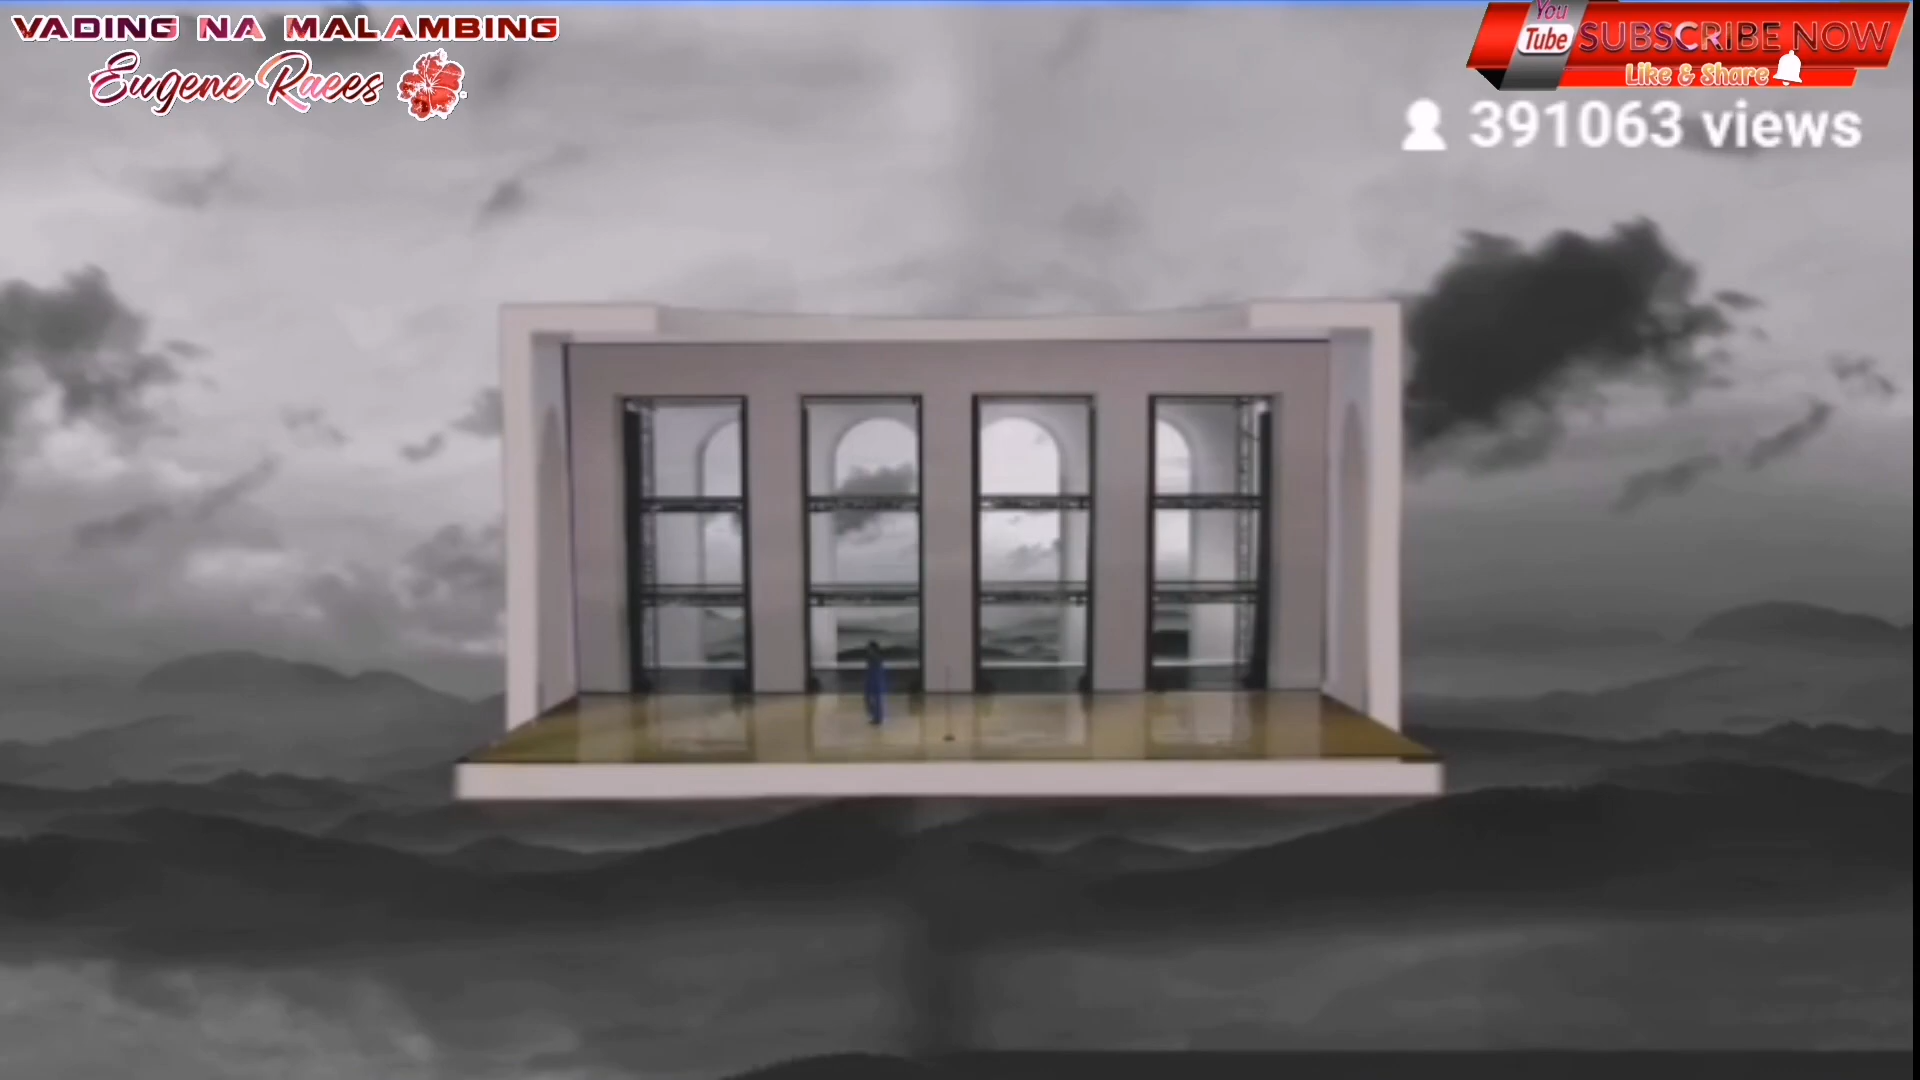 VADING NA MALAMBING
Eugene Raees
You
Tube
SUBSCRIBE NOW
Like & Share
391063 views